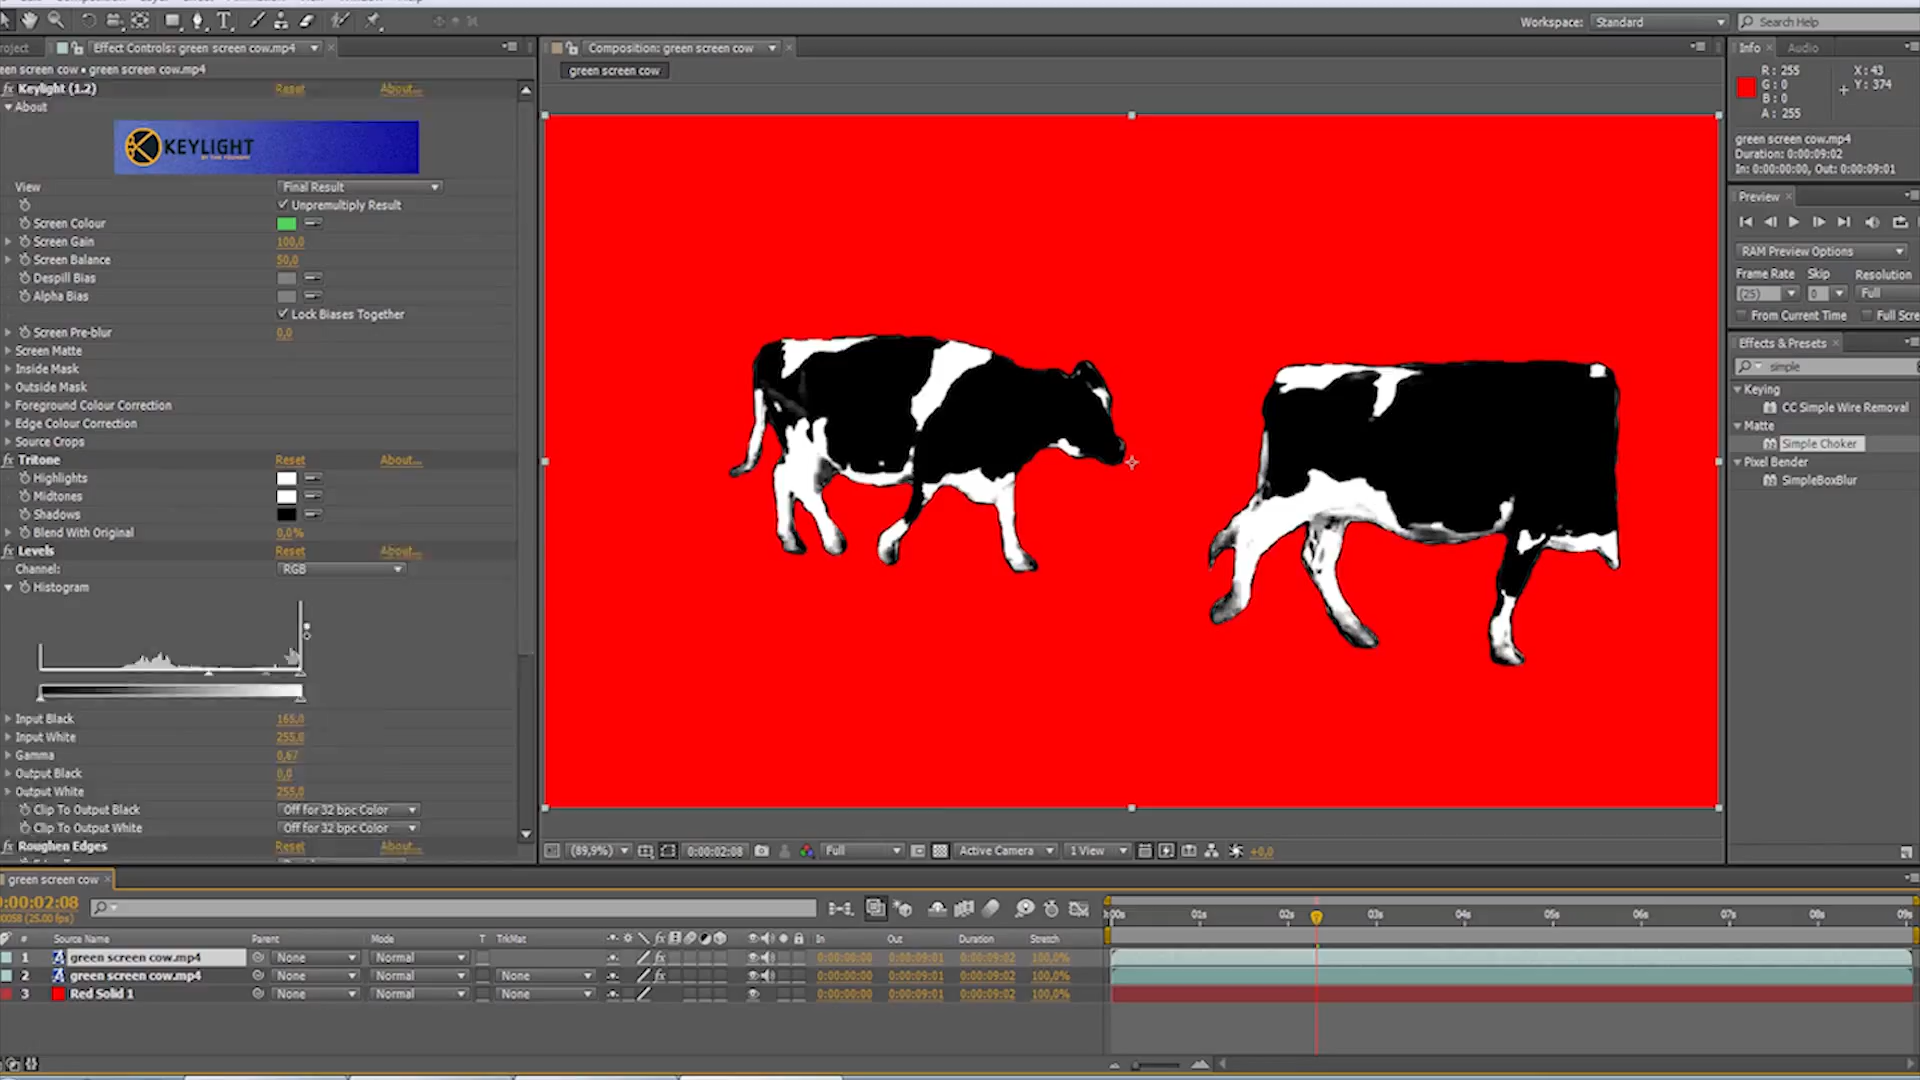 Workspace: Standard Search Help
roject Effect Controls: green screen cow.mp4
een screen cow • green screen cow.mp4
Keylight (1.2) Reset About...
About
KEYLIGHT
BY THE FOUNDRY
View Final Result
Unpremultiply Result
Screen Colour
Screen Gain 100,0
Screen Balance 50,0
Despill Bias
Alpha Bias
Lock Biases Together
Screen Pre-blur 0,0
Screen Matte
Inside Mask
Outside Mask
Foreground Colour Correction
Edge Colour Correction
Source Crops
Tritone Reset About...
Highlights
Midtones
Shadows
Blend With Original 0,0%
Levels Reset About...
Channel: RGB
Histogram
Input Black 165,0
Input White 255,0
Gamma 0,67
Output Black 0,0
Output White 255,0
Clip To Output Black Off for 32 bpc Color
Clip To Output White Off for 32 bpc Color
Roughen Edges Reset About...
Composition: green screen cow
green screen cow
(89,9%) 0:00:02:08 Full Active Camera 1 View +0,0
Info Audio
R: 255 X: 43
G: 0 Y: 374
B: 0
A: 255
green screen cow.mp4
Duration: 0:00:09:02
In: 0:00:00:00, Out: 0:00:09:01
Preview
RAM Preview Options
Frame Rate Skip Resolution
(25) 0 Full
From Current Time Full Scre
Effects & Presets
simple
Keying
CC Simple Wire Removal
Matte
Simple Choker
Pixel Bender
SimpleBoxBlur
green screen cow
0:00:02:08
00058 (25.00 fps)
:00s 01s 02s 03s 04s 05s 06s 07s 08s 09s
# Source Name Parent Mode T TrkMat In Out Duration Stretch
1 green screen cow.mp4 None Normal 0:00:00:00 0:00:09:01 0:00:09:02 100,0%
2 green screen cow.mp4 None Normal None 0:00:00:00 0:00:09:01 0:00:09:02 100,0%
3 Red Solid 1 None Normal None 0:00:00:00 0:00:09:01 0:00:09:02 100,0%